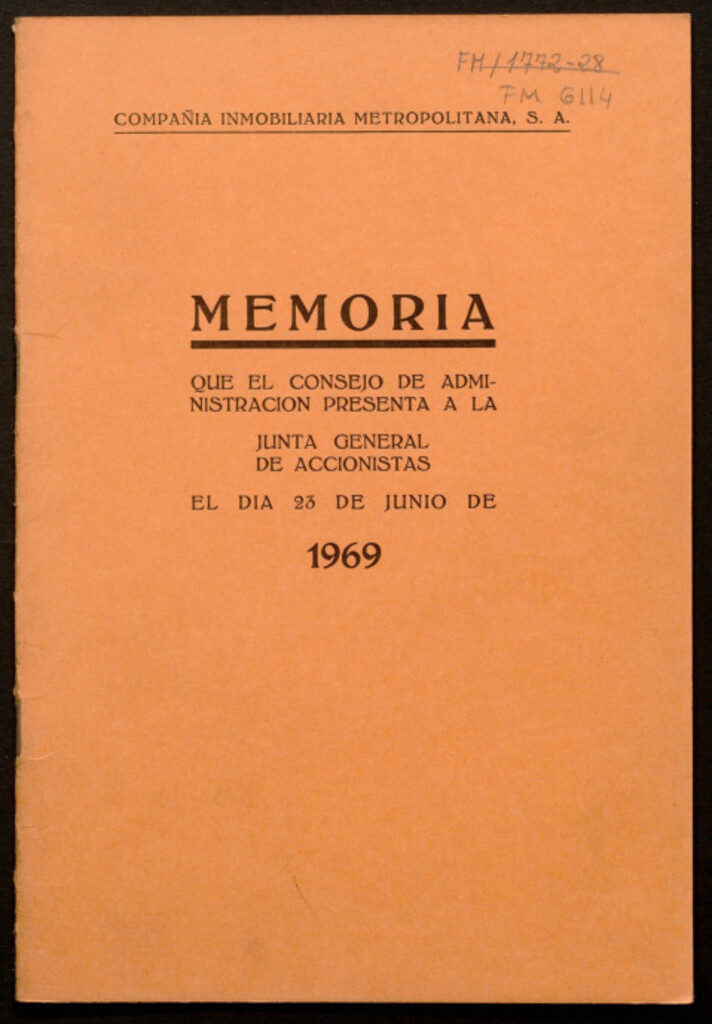 FM/1772-28
FM 6114
COMPAÑIA INMOBILIARIA METROPOLITANA, S. A.
MEMORIA
QUE EL CONSEJO DE ADMI-
NISTRACION PRESENTA A LA
JUNTA GENERAL
DE ACCIONISTAS
EL DIA 23 DE JUNIO DE
1969